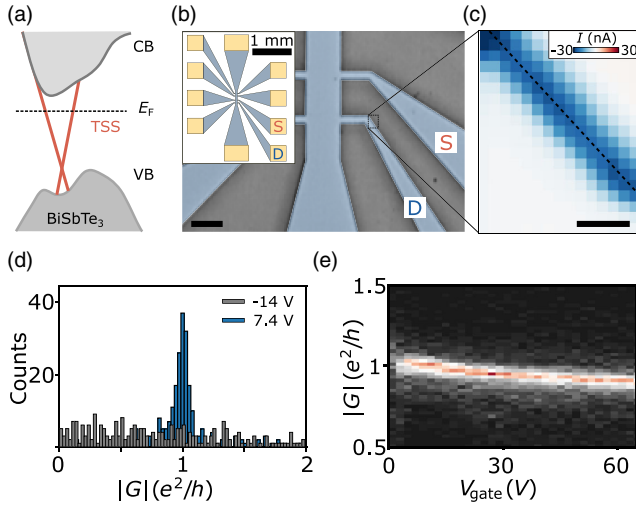 (a)
CB
E_F
TSS
VB
BiSbTe₃
(b)
1 mm
S
D
S
D
(c)
I (nA)
-30 30
(d)
Counts
40
20
-14 V
7.4 V
0 1 2
|G| (e²/h)
(e)
|G| (e²/h)
1.5
1
0.5
0 30 60
V_gate (V)